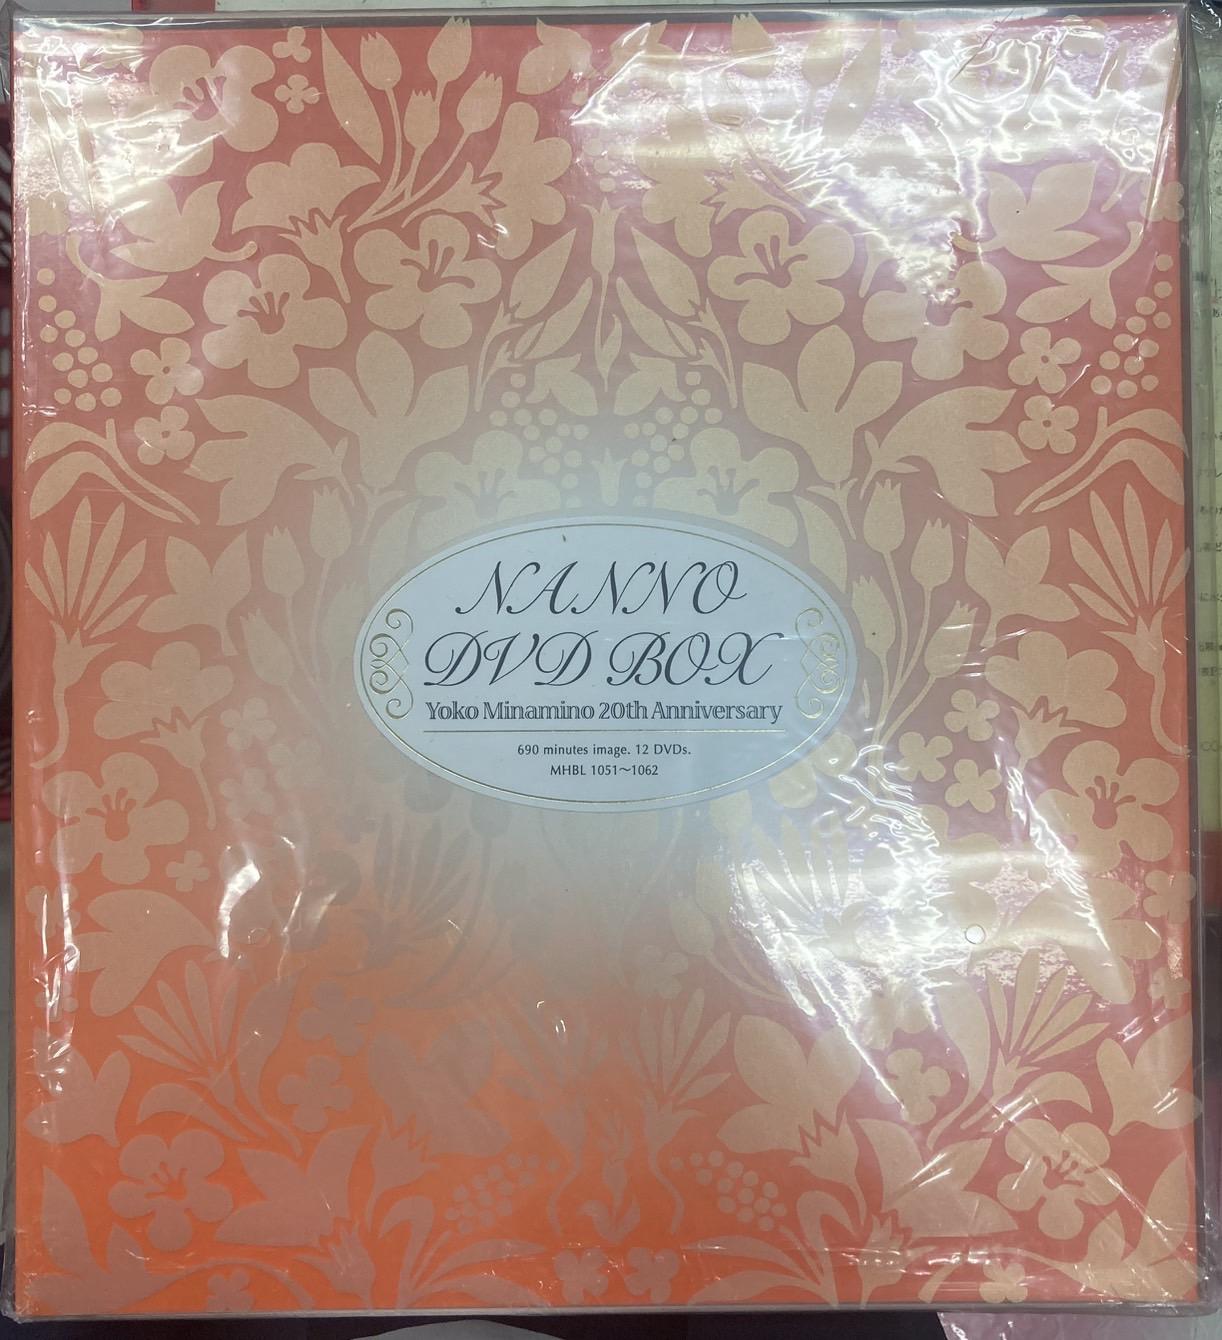 NANNO
DVD BOX
Yoko Minamino 20th Anniversary
690 minutes image. 12 DVDs.
MHBL 1051〜1062